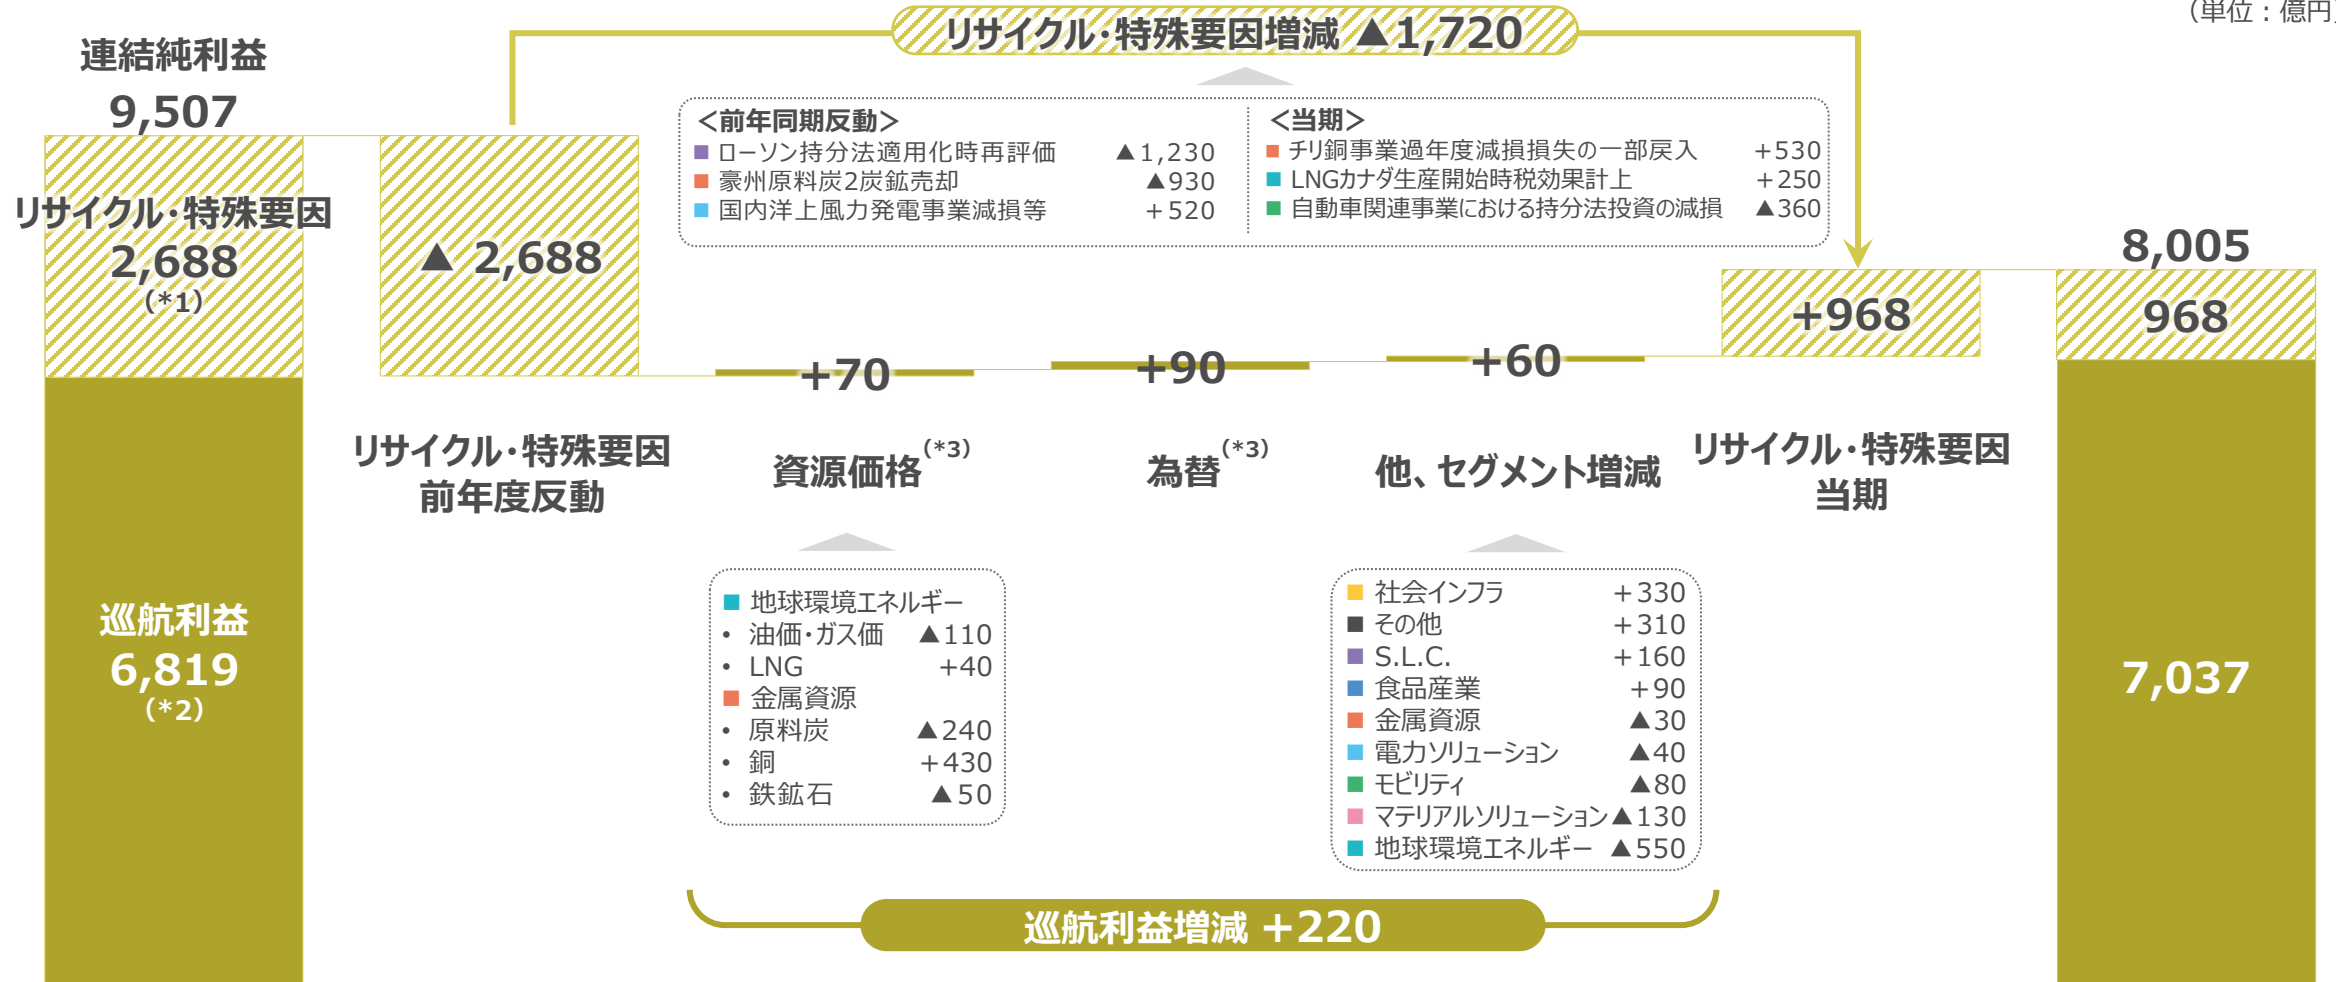 （単位：億円）
リサイクル･特殊要因増減 ▲1,720
連結純利益
9,507
リサイクル･特殊要因
2,688
（*1）
巡航利益
6,819
（*2）
▲ 2,688
リサイクル･特殊要因
前年度反動
＜前年同期反動＞
■ ローソン持分法適用化時再評価 ▲1,230
■ 豪州原料炭2炭鉱売却 ▲930
■ 国内洋上風力発電事業減損等 +520
＜当期＞
■ チリ銅事業過年度減損損失の一部戻入 +530
■ LNGカナダ生産開始時税効果計上 +250
■ 自動車関連事業における持分法投資の減損 ▲360
+70
資源価格（*3）
■ 地球環境エネルギー
• 油価･ガス価 ▲110
• LNG +40
■ 金属資源
• 原料炭 ▲240
• 銅 +430
• 鉄鉱石 ▲50
+90
為替（*3）
+60
他、セグメント増減
■ 社会インフラ +330
■ その他 +310
■ S.L.C. +160
■ 食品産業 +90
■ 金属資源 ▲30
■ 電力ソリューション ▲40
■ モビリティ ▲80
■ マテリアルソリューション ▲130
■ 地球環境エネルギー ▲550
巡航利益増減 +220
+968
リサイクル･特殊要因
当期
8,005
968
7,037